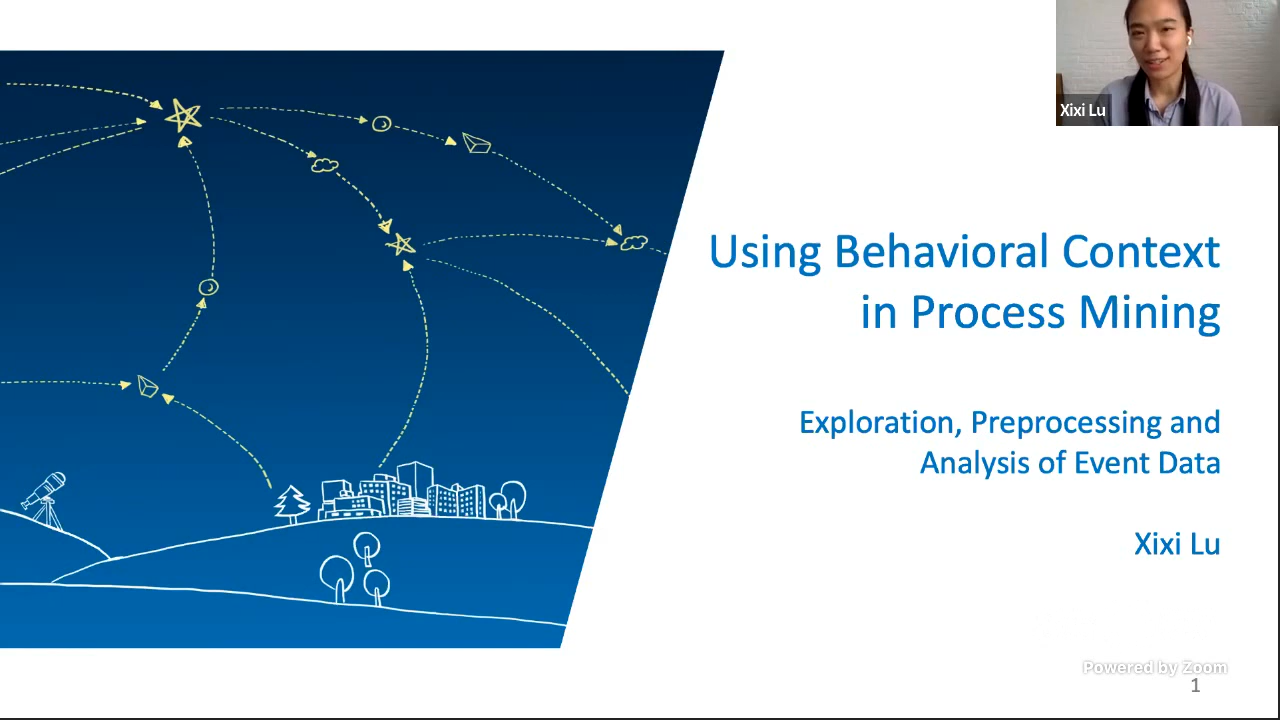 Xixi Lu
Using Behavioral Context
in Process Mining
Exploration, Preprocessing and
Analysis of Event Data
Xixi Lu
Powered by Zoom
1